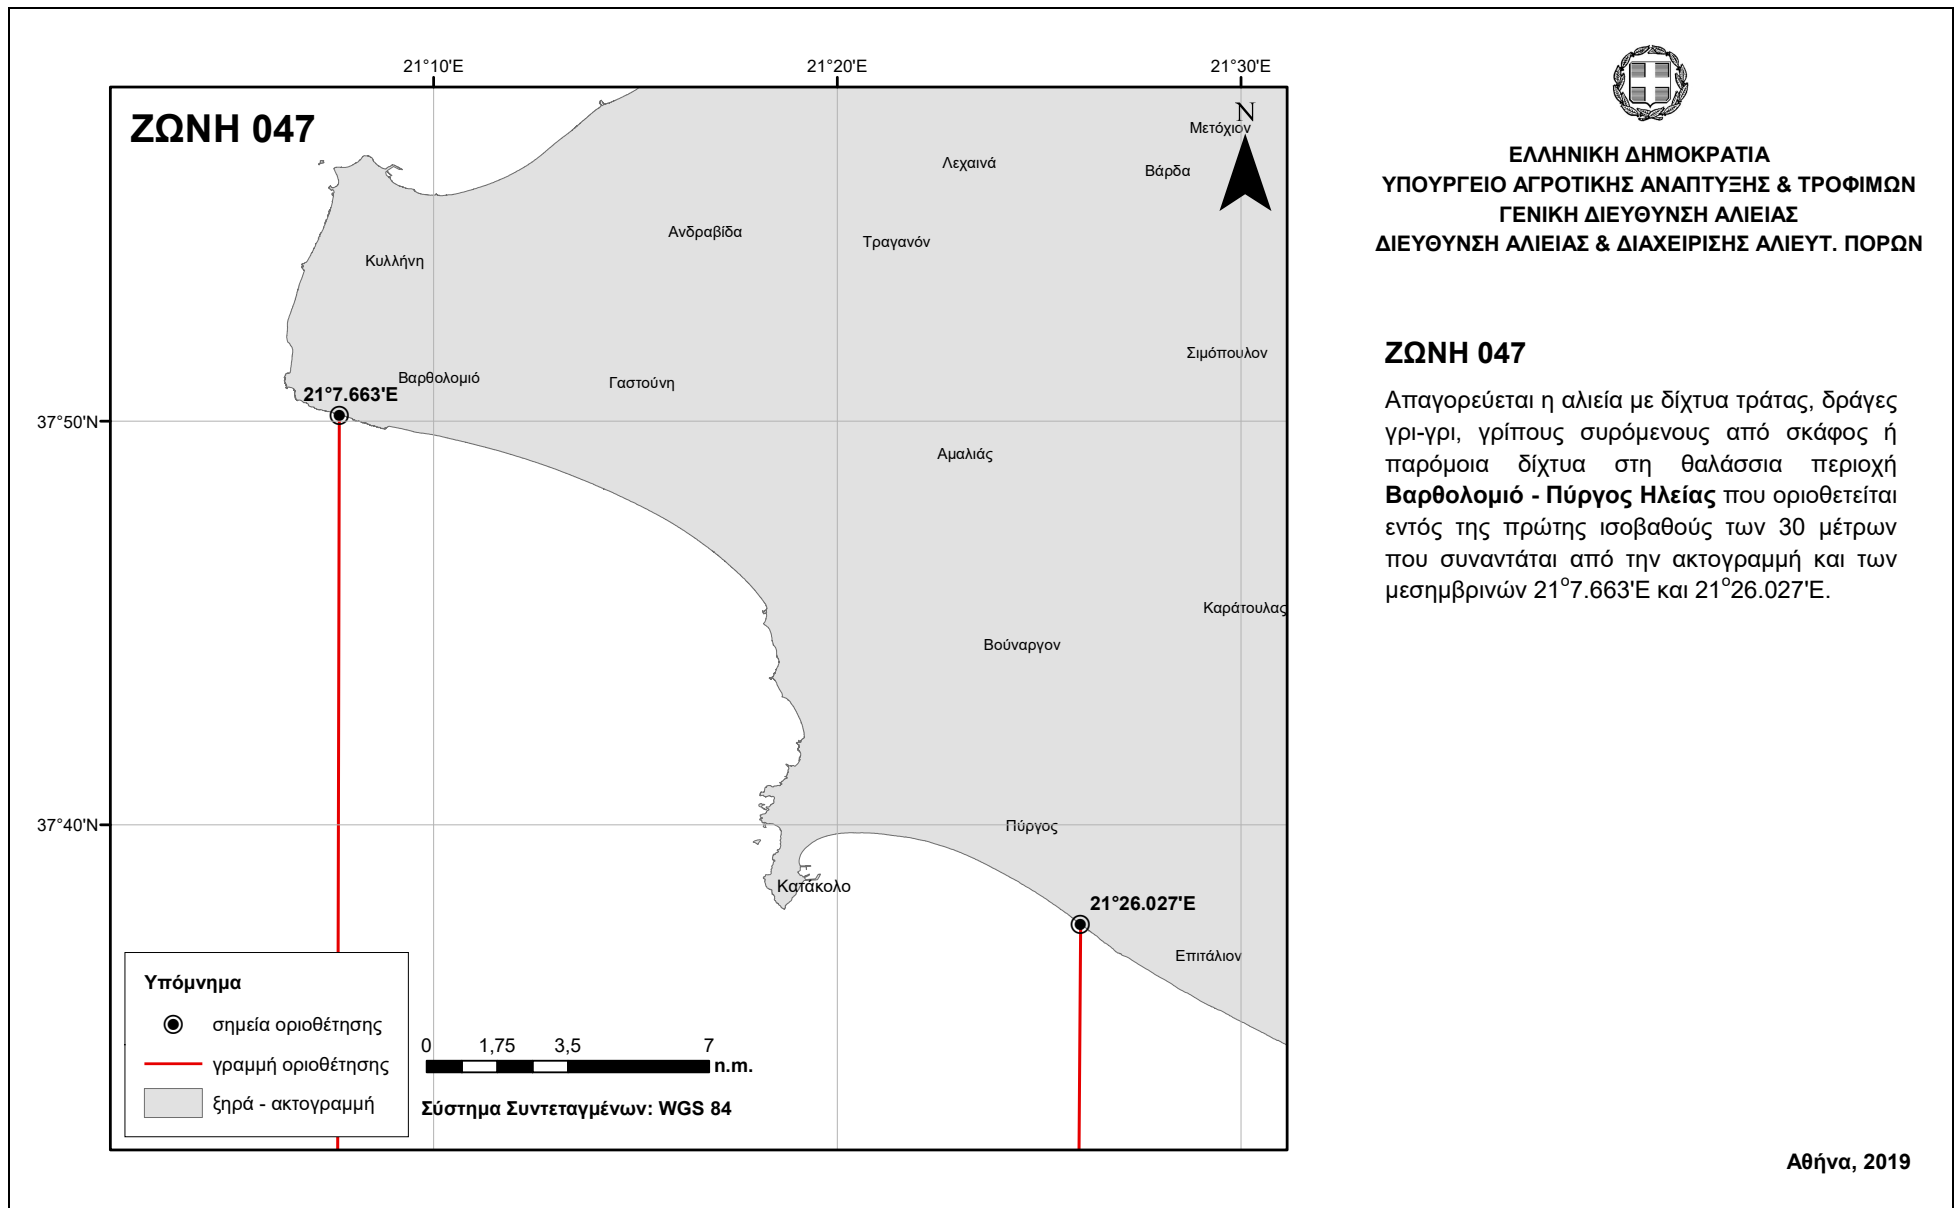 21°10'E
21°20'E
21°30'E
ΖΩΝΗ 047
N
Μετόχιον
Λεχαινά
Βάρδα
Ανδραβίδα
Τραγανόν
Κυλλήνη
Σιμόπουλον
Βαρθολομιό
Γαστούνη
21°7.663'E
37°50'N
Αμαλιάς
Καράτουλας
Βούναργον
37°40'N
Πύργος
Κατάκολο
21°26.027'E
Επιτάλιον
Υπόμνημα
σημεία οριοθέτησης
γραμμή οριοθέτησης
ξηρά - ακτογραμμή
0 1,75 3,5 7
n.m.
Σύστημα Συντεταγμένων: WGS 84
ΕΛΛΗΝΙΚΗ ΔΗΜΟΚΡΑΤΙΑ
ΥΠΟΥΡΓΕΙΟ ΑΓΡΟΤΙΚΗΣ ΑΝΑΠΤΥΞΗΣ & ΤΡΟΦΙΜΩΝ
ΓΕΝΙΚΗ ΔΙΕΥΘΥΝΣΗ ΑΛΙΕΙΑΣ
ΔΙΕΥΘΥΝΣΗ ΑΛΙΕΙΑΣ & ΔΙΑΧΕΙΡΙΣΗΣ ΑΛΙΕΥΤ. ΠΟΡΩΝ
ΖΩΝΗ 047
Απαγορεύεται η αλιεία με δίχτυα τράτας, δράγες
γρι-γρι, γρίπους συρόμενους από σκάφος ή
παρόμοια δίχτυα στη θαλάσσια περιοχή
Βαρθολομιό - Πύργος Ηλείας που οριοθετείται
εντός της πρώτης ισοβαθούς των 30 μέτρων
που συναντάται από την ακτογραμμή και των
μεσημβρινών 21°7.663'E και 21°26.027'E.
Αθήνα, 2019